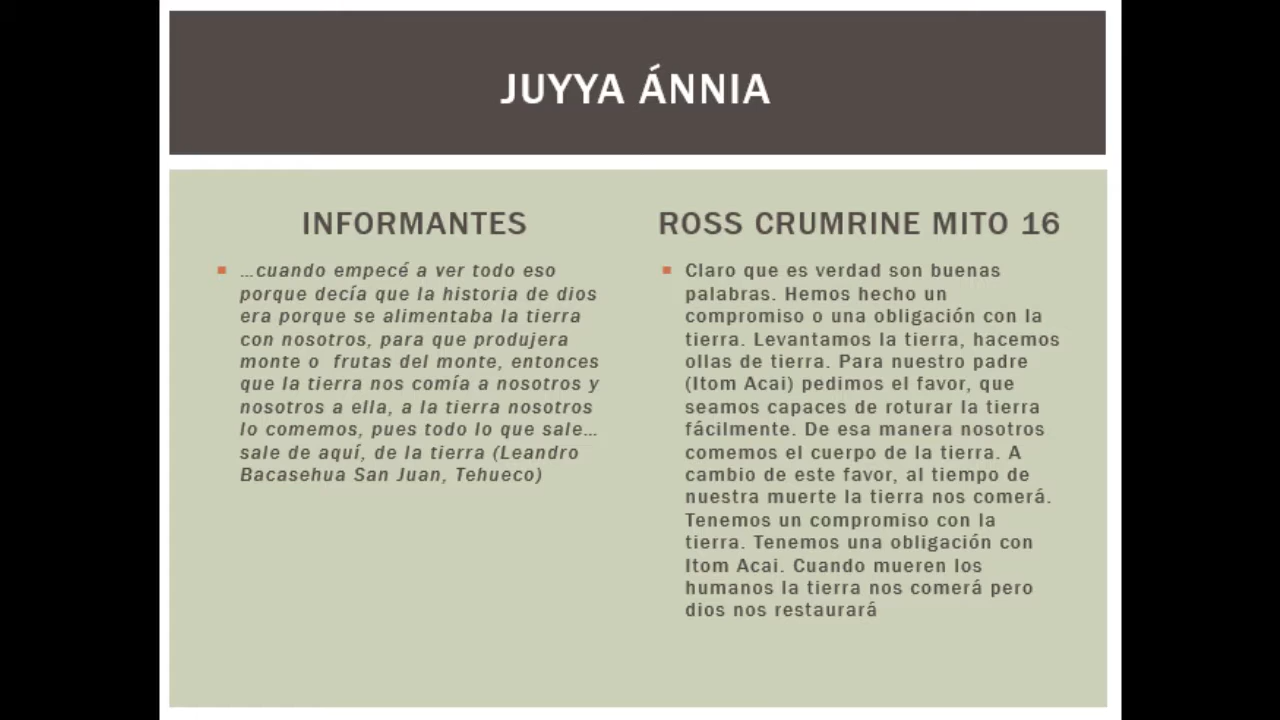 JUYYA ÁNNIA
INFORMANTES
…cuando empecé a ver todo eso
porque decía que la historia de dios
era porque se alimentaba la tierra
con nosotros, para que produjera
monte o frutas del monte, entonces
que la tierra nos comía a nosotros y
nosotros a ella, a la tierra nosotros
lo comemos, pues todo lo que sale…
sale de aquí, de la tierra (Leandro
Bacasehua San Juan, Tehueco)
ROSS CRUMRINE MITO 16
Claro que es verdad son buenas
palabras. Hemos hecho un
compromiso o una obligación con la
tierra. Levantamos la tierra, hacemos
ollas de tierra. Para nuestro padre
(Itom Acai) pedimos el favor, que
seamos capaces de roturar la tierra
fácilmente. De esa manera nosotros
comemos el cuerpo de la tierra. A
cambio de este favor, al tiempo de
nuestra muerte la tierra nos comerá.
Tenemos un compromiso con la
tierra. Tenemos una obligación con
Itom Acai. Cuando mueren los
humanos la tierra nos comerá pero
dios nos restaurará